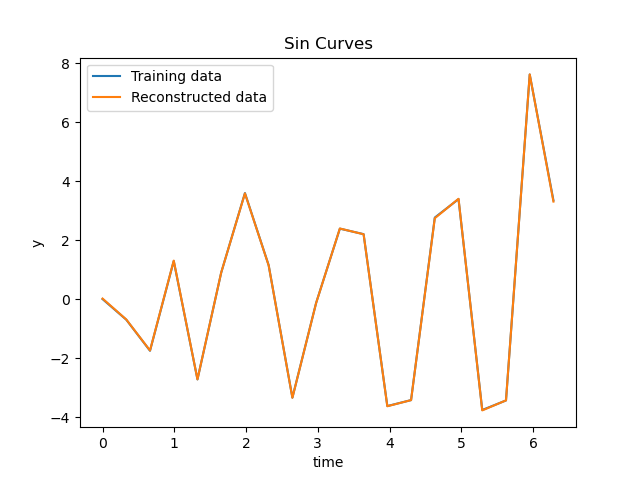 Sin Curves
Training data
Reconstructed data
8
6
4
2
0
−2
−4
y
0 1 2 3 4 5 6
time